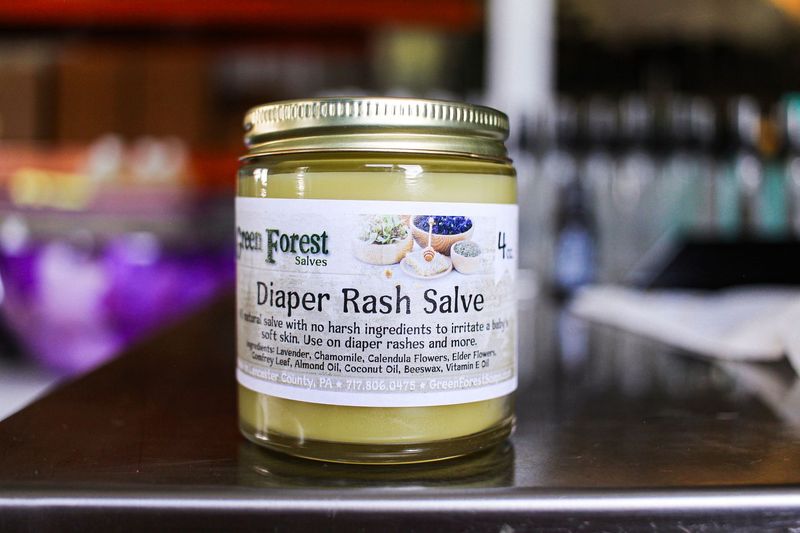 Green Forest
Salves
4 oz.
Diaper Rash Salve
natural salve with no harsh ingredients to irritate a baby's
soft skin. Use on diaper rashes and more.
Ingredients: Lavender, Chamomile, Calendula Flowers, Elder Flowers,
Comfrey Leaf, Almond Oil, Coconut Oil, Beeswax, Vitamin E Oil
Lancaster County, PA ★ 717.806.0475 ★